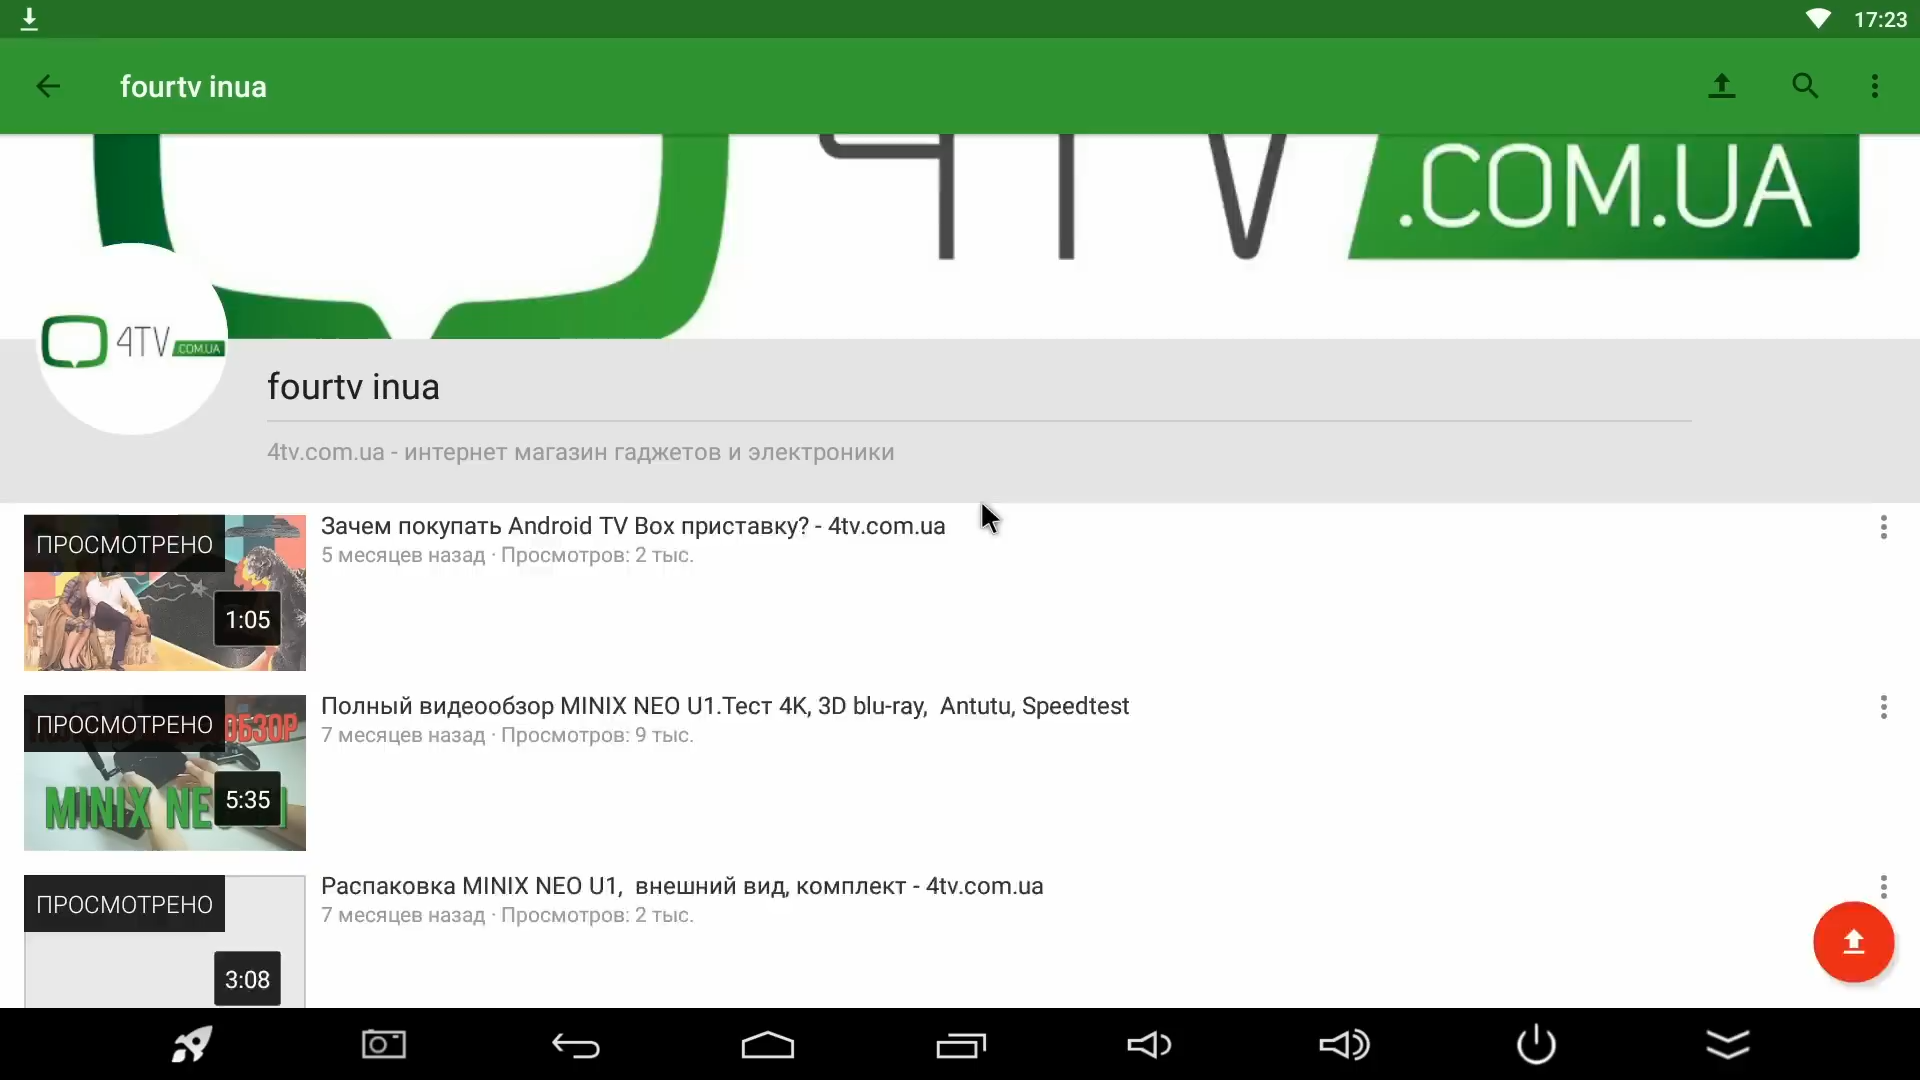 17:23
fourtv inua
4TV.COM.UA
4TV.COM.UA
fourtv inua
4tv.com.ua - интернет магазин гаджетов и электроники
ПРОСМОТРЕНО
1:05
Зачем покупать Android TV Box приставку? - 4tv.com.ua
5 месяцев назад · Просмотров: 2 тыс.
ПРОСМОТРЕНО
ОБЗОР
MINIX NE
5:35
Полный видеообзор MINIX NEO U1.Тест 4K, 3D blu-ray, Antutu, Speedtest
7 месяцев назад · Просмотров: 9 тыс.
ПРОСМОТРЕНО
3:08
Распаковка MINIX NEO U1, внешний вид, комплект - 4tv.com.ua
7 месяцев назад · Просмотров: 2 тыс.